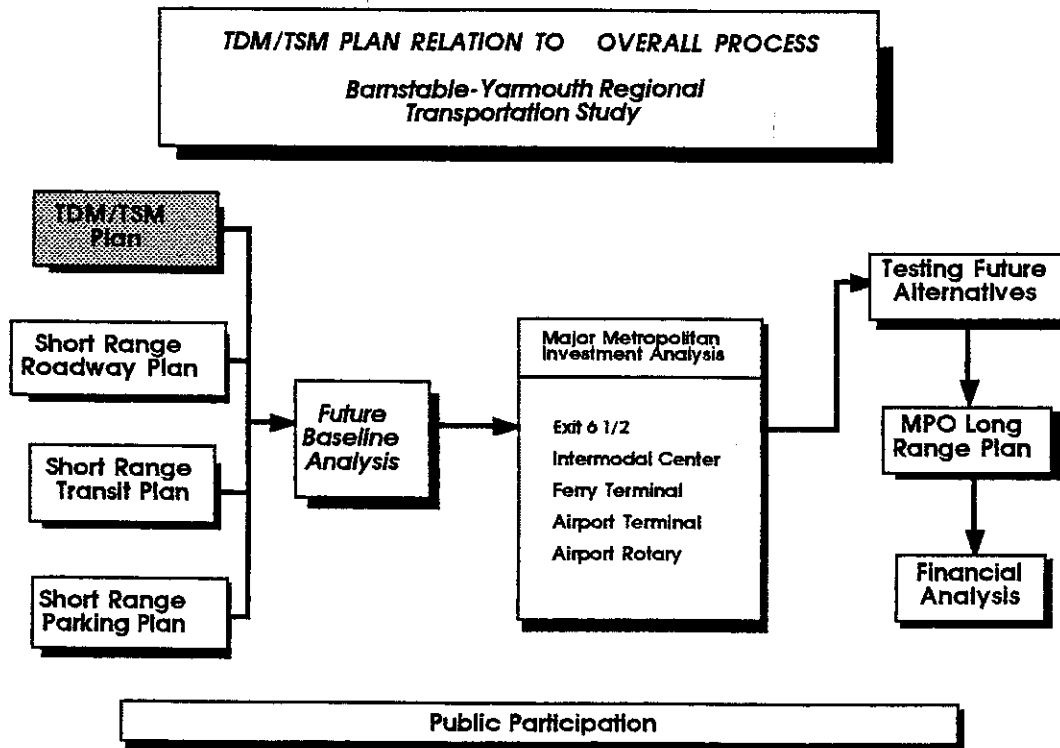 TDM/TSM PLAN RELATION TO OVERALL PROCESS
Barnstable-Yarmouth Regional
Transportation Study
TDM/TSM
Plan
Short Range
Roadway Plan
Short Range
Transit Plan
Short Range
Parking Plan
Future
Baseline
Analysis
Major Metropolitan
Investment Analysis
Exit 6 1/2
Intermodal Center
Ferry Terminal
Airport Terminal
Airport Rotary
Testing Future
Alternatives
MPO Long
Range Plan
Financial
Analysis
Public Participation